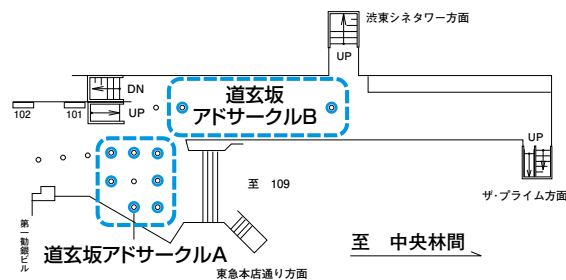 渋東シネタワー方面
UP
DN
UP
102
101
道玄坂
アドサークルB
UP
ザ・プライム方面
至 109
第一勧銀ビル
道玄坂アドサークルA
東急本店通り方面
至 中央林間